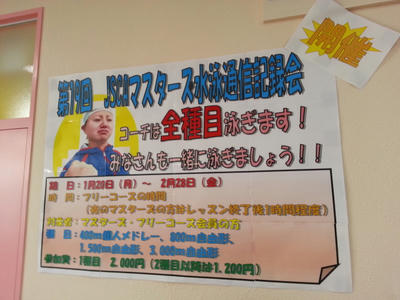 開催
第19回 JSCAマスターズ水泳通信記録会
コーチは全種目泳ぎます！
みなさんも一緒に泳ぎましょう！！
期 日：1月20日（月）～ 2月28日（金）
時 間：フリーコースの時間
（夜のマスターズの方はレッスン終了後1時間程度）
対象者：マスターズ・フリーコース会員の方
種 目：400m個人メドレー、800m自由形、
1,500m自由形、3,000m自由形
参加費：1種目 2,000円（2種目以降は1,200円）